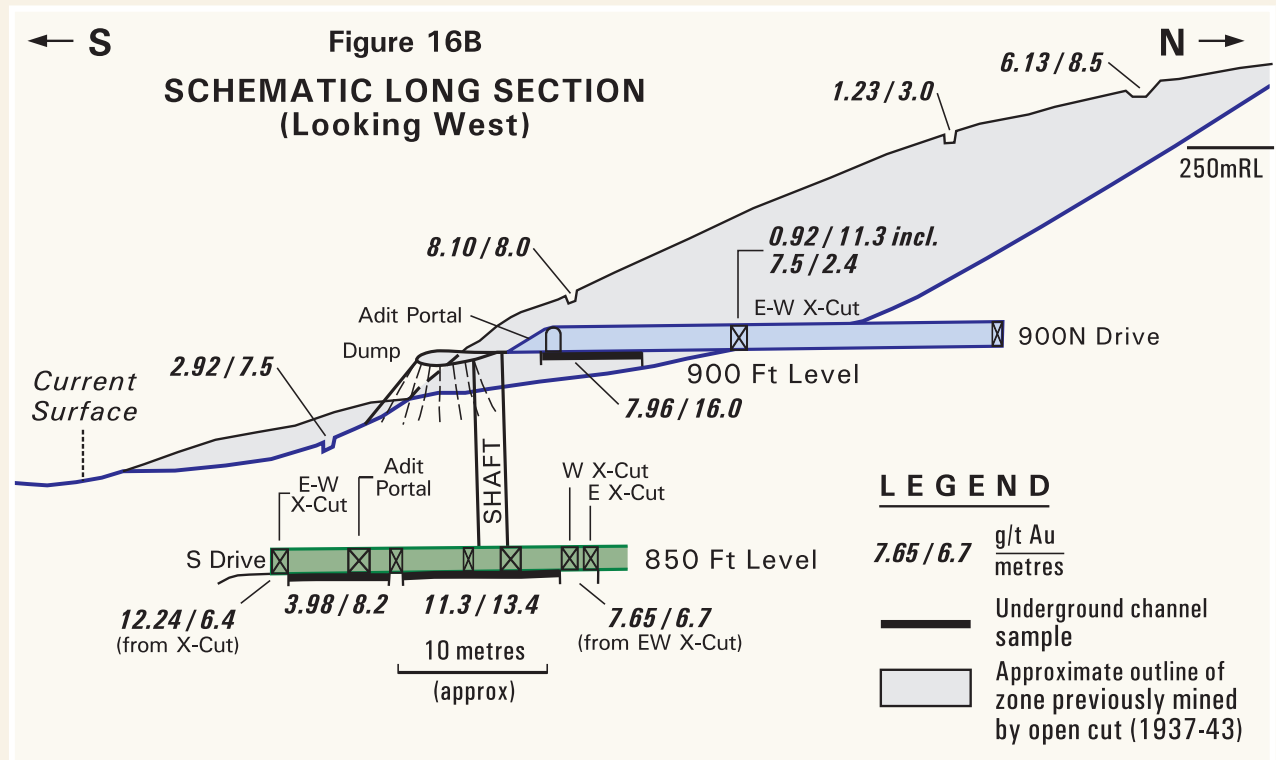 S
Figure 16B
N
SCHEMATIC LONG SECTION
(Looking West)
6.13 / 8.5
1.23 / 3.0
250mRL
0.92 / 11.3 incl.
7.5 / 2.4
8.10 / 8.0
E-W X-Cut
Adit Portal
900N Drive
Dump
2.92 / 7.5
900 Ft Level
Current
Surface
7.96 / 16.0
SHAFT
E-W
X-Cut
Adit
Portal
W X-Cut
E X-Cut
S Drive
850 Ft Level
12.24 / 6.4
(from X-Cut)
3.98 / 8.2
11.3 / 13.4
7.65 / 6.7
(from EW X-Cut)
10 metres
(approx)
LEGEND
7.65 / 6.7
g/t Au
metres
Underground channel
sample
Approximate outline of
zone previously mined
by open cut (1937-43)